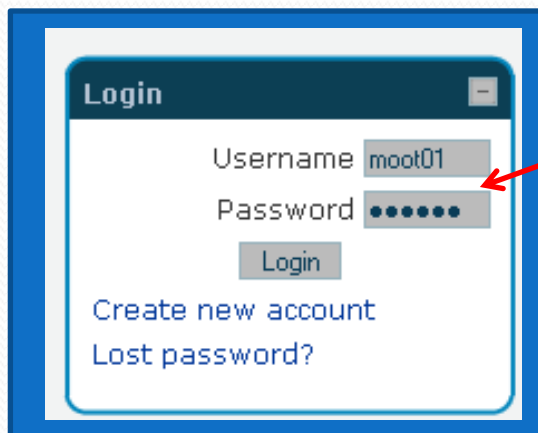 Login
Username moot01
Password ••••••
Login
Create new account
Lost password?